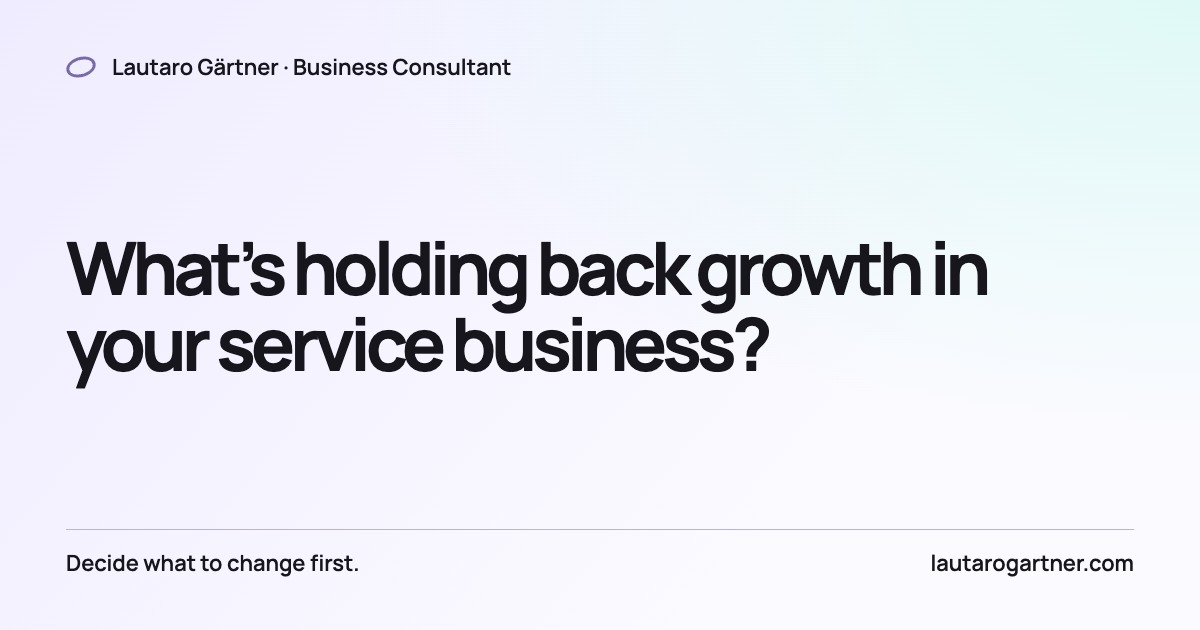 Lautaro Gärtner · Business Consultant
What’s holding back growth in
your service business?
Decide what to change first.
lautarogartner.com